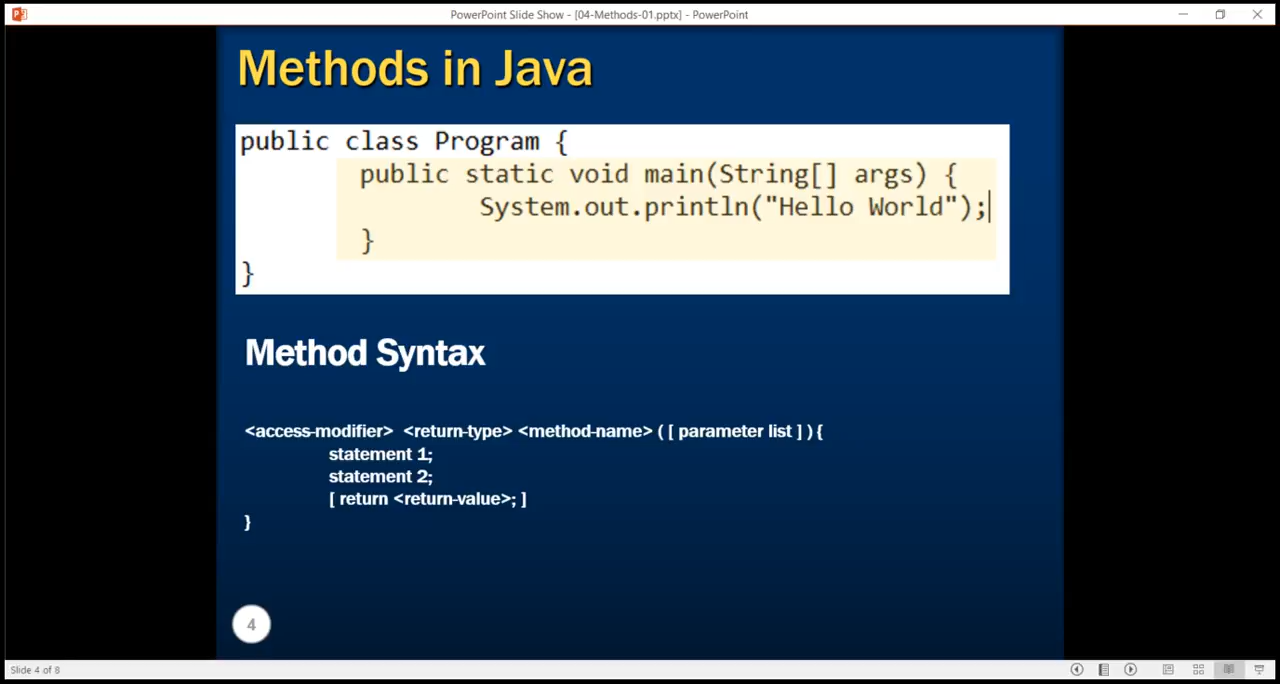 PowerPoint Slide Show - [04-Methods-01.pptx] - PowerPoint
Methods in Java
public class Program {
public static void main(String[] args) {
System.out.println("Hello World");
}
}
Method Syntax
<access-modifier> <return-type> <method-name> ( [ parameter list ] ) {
statement 1;
statement 2;
[ return <return-value>; ]
}
4
Slide 4 of 8